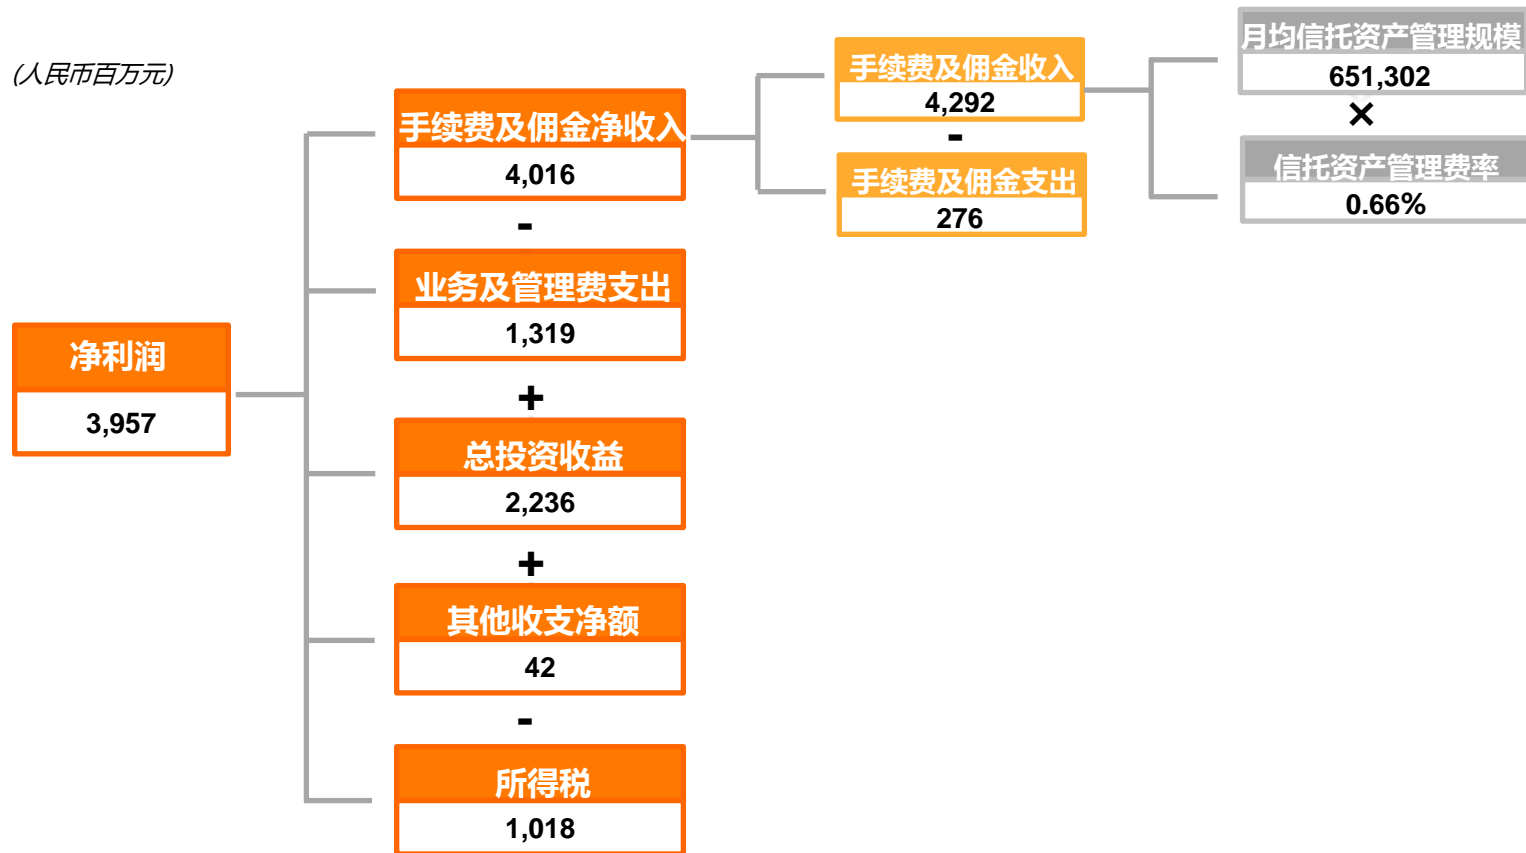 (人民币百万元)
净利润
3,957
手续费及佣金净收入
4,016
-
业务及管理费支出
1,319
+
总投资收益
2,236
+
其他收支净额
42
-
所得税
1,018
手续费及佣金收入
4,292
-
手续费及佣金支出
276
月均信托资产管理规模
651,302
×
信托资产管理费率
0.66%